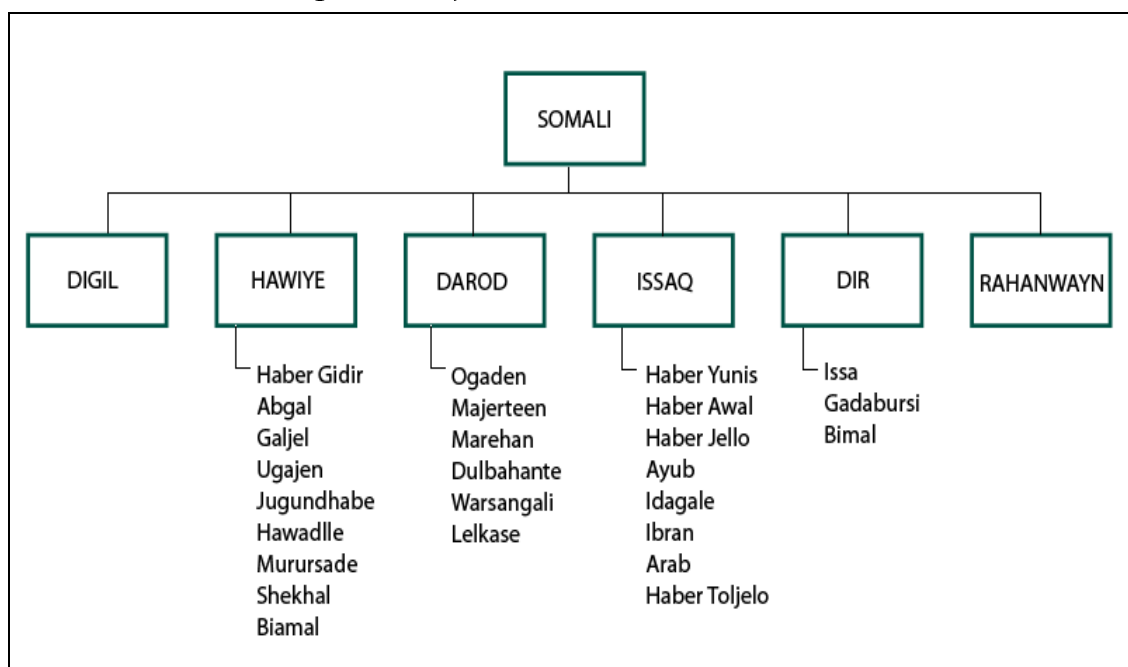 SOMALI
DIGIL
HAWIYE
DAROD
ISSAQ
DIR
RAHANWAYN
Haber Gidir
Abgal
Galjel
Ugajen
Jugundhabe
Hawadlle
Murursade
Shekhal
Biamal
Ogaden
Majerteen
Marehan
Dulbahante
Warsangali
Lelkase
Haber Yunis
Haber Awal
Haber Jello
Ayub
Idagale
Ibran
Arab
Haber Toljelo
Issa
Gadabursi
Bimal